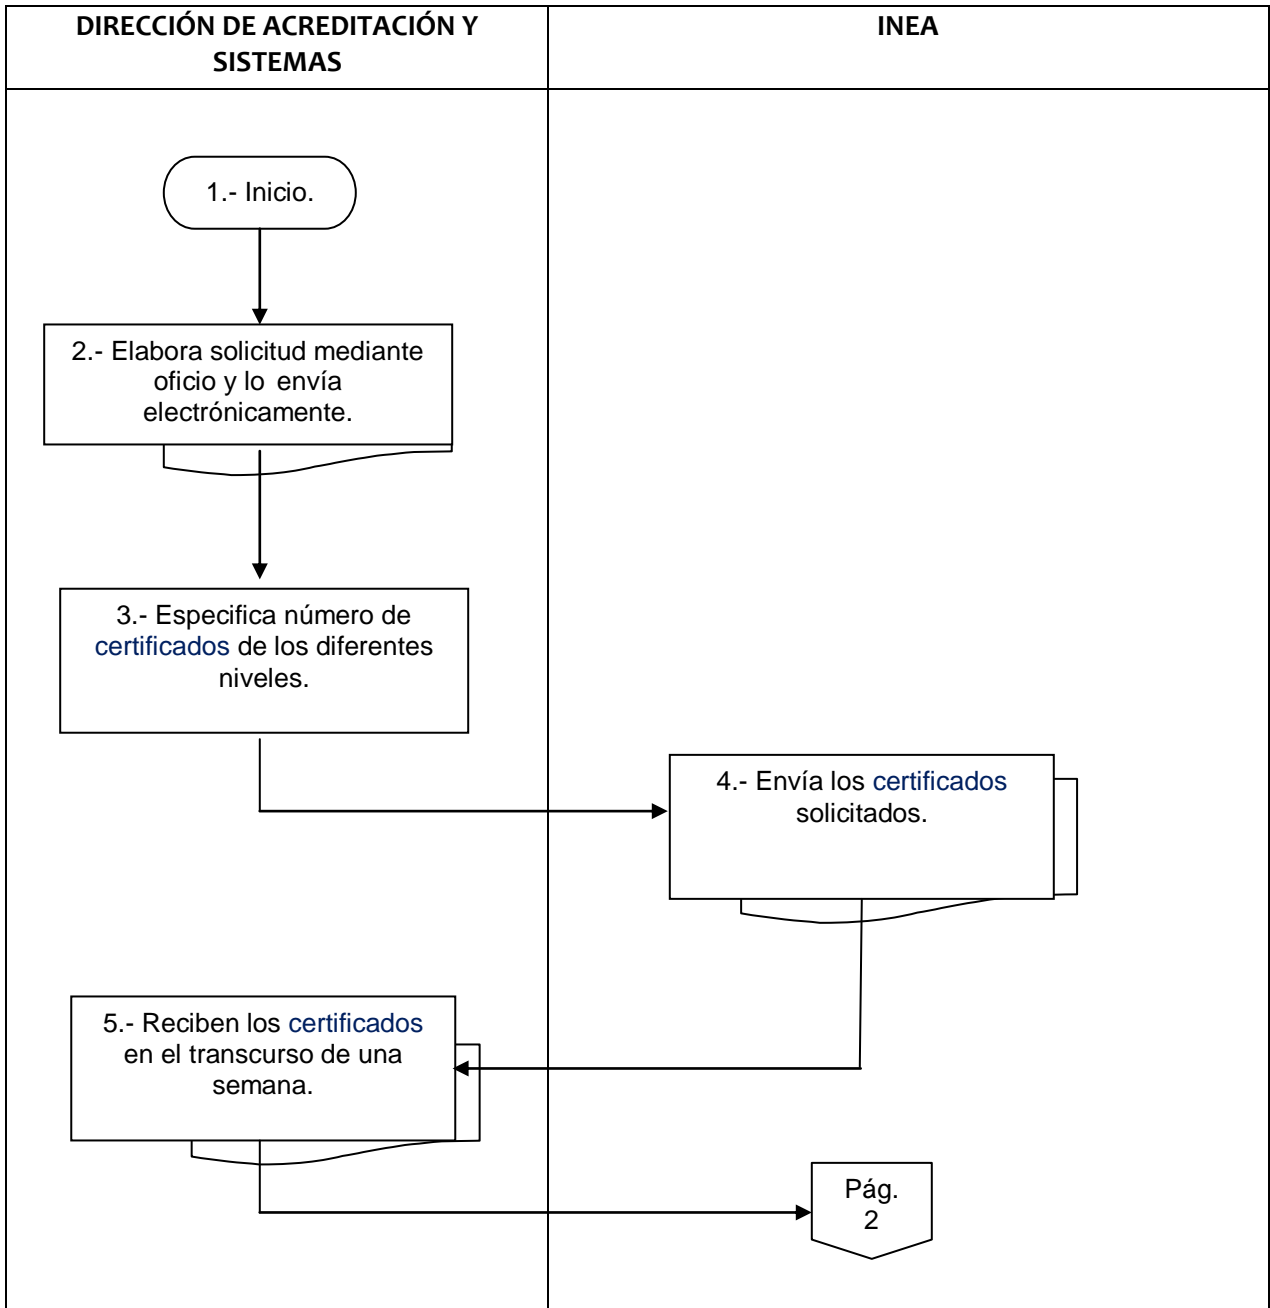 DIRECCIÓN DE ACREDITACIÓN Y
SISTEMAS
INEA
1.- Inicio.
2.- Elabora solicitud mediante
oficio y lo envía
electrónicamente.
3.- Especifica número de
certificados de los diferentes
niveles.
4.- Envía los certificados
solicitados.
5.- Reciben los certificados
en el transcurso de una
semana.
Pág.
2